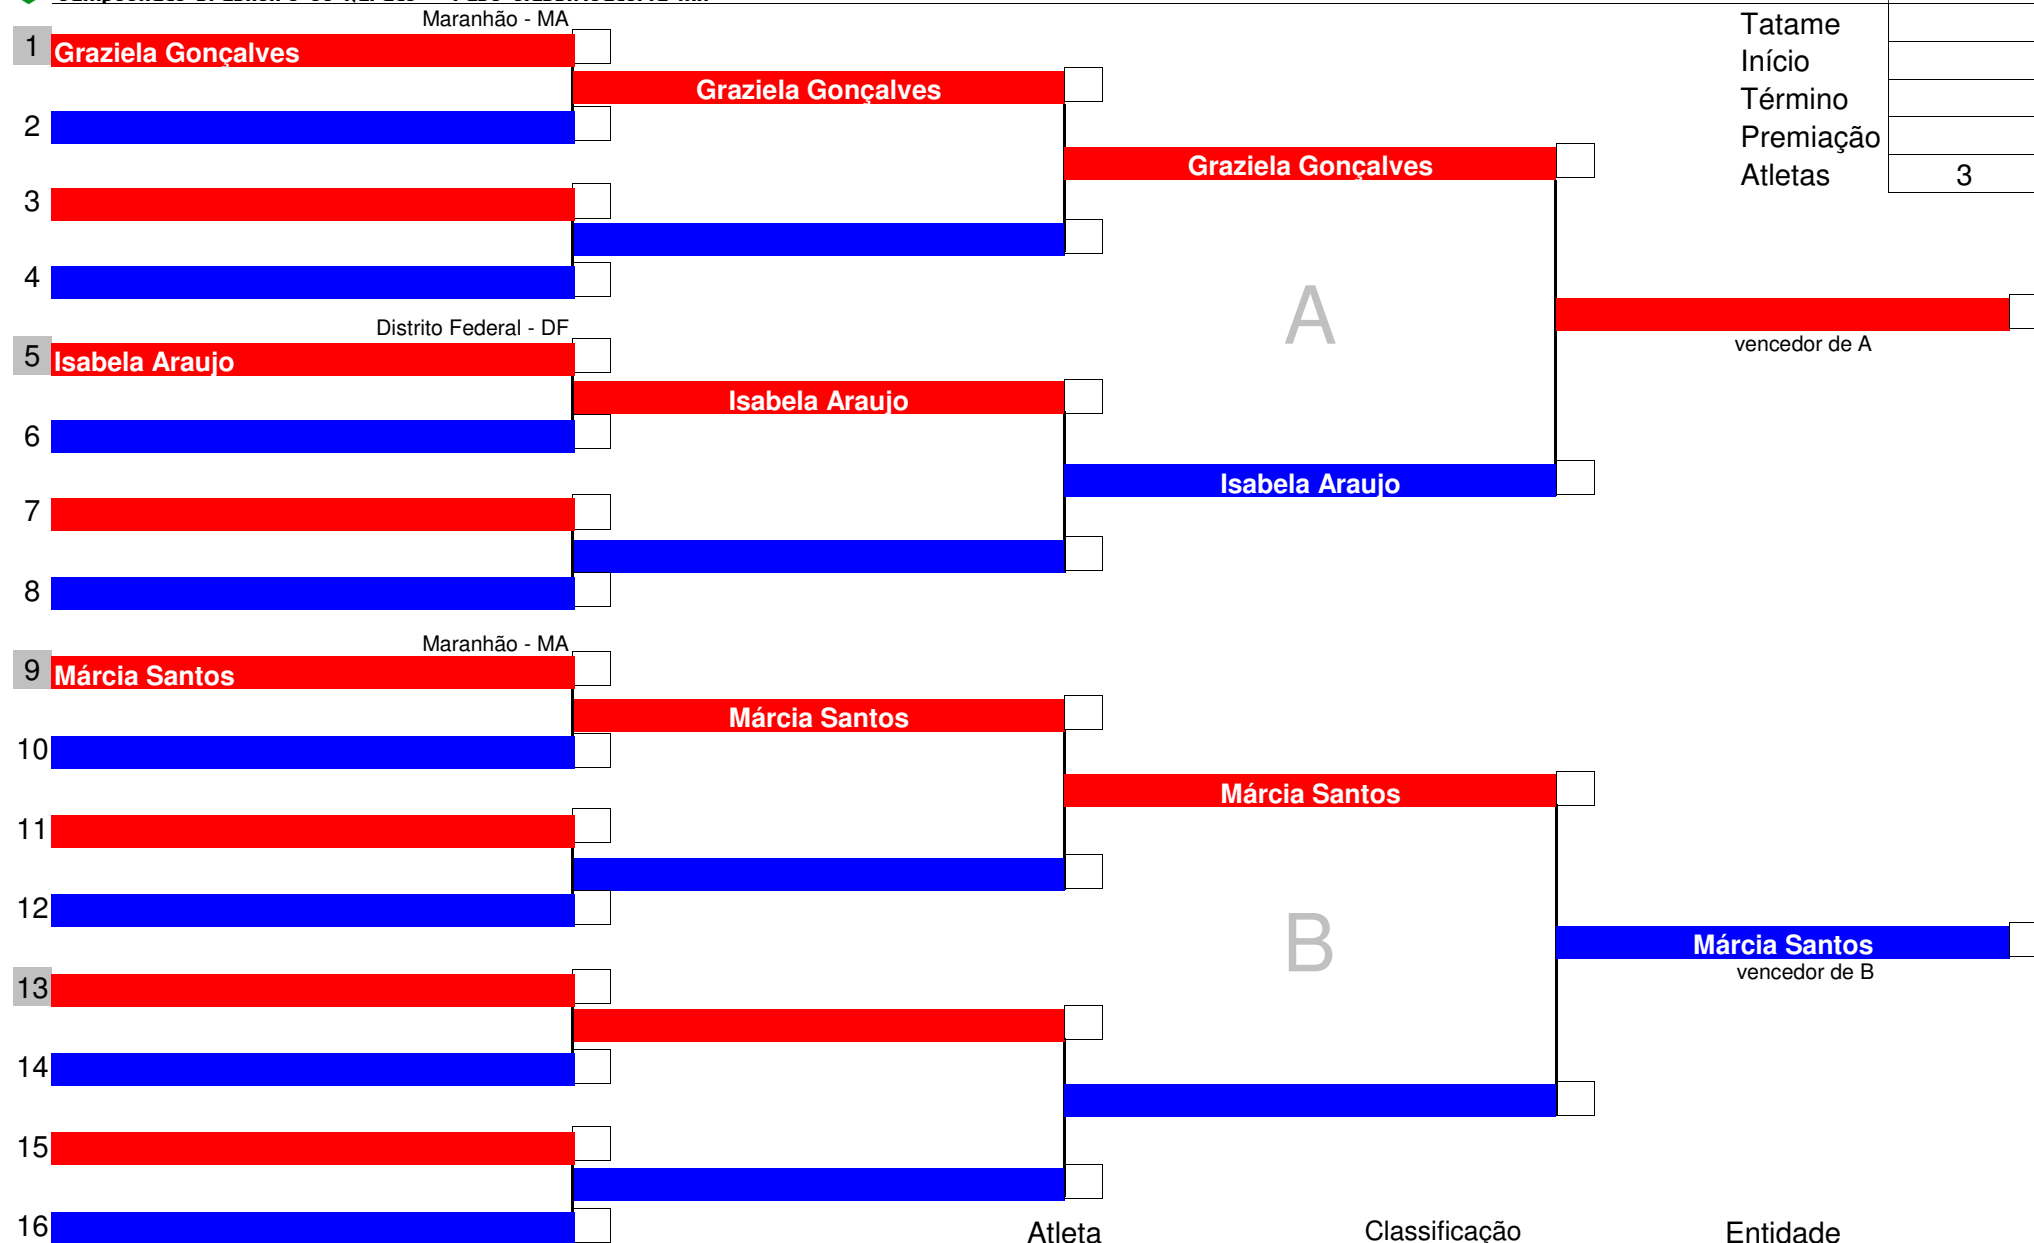 Maranhão - MA
Tatame
1 Graziela Gonçalves
Início
Graziela Gonçalves
Término
2
Premiação
Graziela Gonçalves
Atletas 3
3
4
A
Distrito Federal - DF
vencedor de A
5 Isabela Araujo
Isabela Araujo
6
Isabela Araujo
7
8
Maranhão - MA
9 Márcia Santos
Márcia Santos
10
Márcia Santos
11
12
B
Márcia Santos
vencedor de B
13
14
15
16
Atleta Classificação Entidade